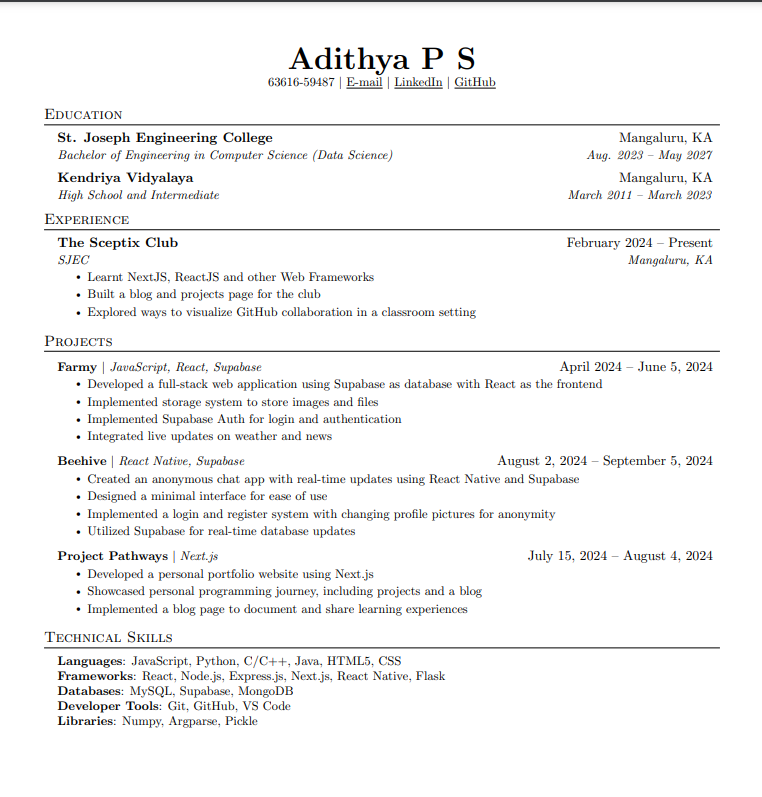 Adithya P S
63616-59487 | E-mail | LinkedIn | GitHub
Education
St. Joseph Engineering College Mangaluru, KA
Bachelor of Engineering in Computer Science (Data Science) Aug. 2023 – May 2027
Kendriya Vidyalaya Mangaluru, KA
High School and Intermediate March 2011 – March 2023
Experience
The Sceptix Club February 2024 – Present
SJEC Mangaluru, KA
• Learnt NextJS, ReactJS and other Web Frameworks
• Built a blog and projects page for the club
• Explored ways to visualize GitHub collaboration in a classroom setting
Projects
Farmy | JavaScript, React, Supabase April 2024 – June 5, 2024
• Developed a full-stack web application using Supabase as database with React as the frontend
• Implemented storage system to store images and files
• Implemented Supabase Auth for login and authentication
• Integrated live updates on weather and news
Beehive | React Native, Supabase August 2, 2024 – September 5, 2024
• Created an anonymous chat app with real-time updates using React Native and Supabase
• Designed a minimal interface for ease of use
• Implemented a login and register system with changing profile pictures for anonymity
• Utilized Supabase for real-time database updates
Project Pathways | Next.js July 15, 2024 – August 4, 2024
• Developed a personal portfolio website using Next.js
• Showcased personal programming journey, including projects and a blog
• Implemented a blog page to document and share learning experiences
Technical Skills
Languages: JavaScript, Python, C/C++, Java, HTML5, CSS
Frameworks: React, Node.js, Express.js, Next.js, React Native, Flask
Databases: MySQL, Supabase, MongoDB
Developer Tools: Git, GitHub, VS Code
Libraries: Numpy, Argparse, Pickle